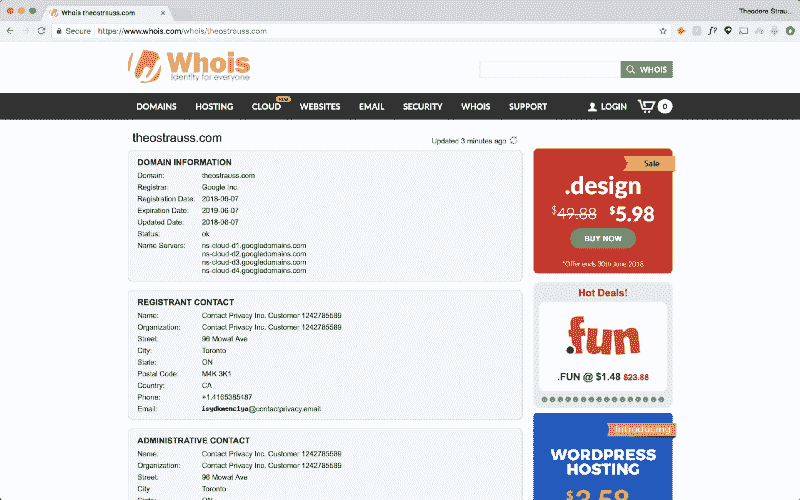 Whois theostrauss.com
Theodore Strau...
Secure https://www.whois.com/whois/theostrauss.com
Whois
Identity for everyone
WHOIS
DOMAINS HOSTING CLOUD NEW WEBSITES EMAIL SECURITY WHOIS SUPPORT LOGIN 0
theostrauss.com
Updated 3 minutes ago
DOMAIN INFORMATION
Domain: theostrauss.com
Registrar: Google Inc.
Registration Date: 2018-06-07
Expiration Date: 2019-06-07
Updated Date: 2018-06-07
Status: ok
Name Servers: ns-cloud-d1.googledomains.com
ns-cloud-d2.googledomains.com
ns-cloud-d3.googledomains.com
ns-cloud-d4.googledomains.com
REGISTRANT CONTACT
Name: Contact Privacy Inc. Customer 1242785589
Organization: Contact Privacy Inc. Customer 1242785589
Street: 96 Mowat Ave
City: Toronto
State: ON
Postal Code: M4K 3K1
Country: CA
Phone: +1.4165385487
Email: @contactprivacy.email
ADMINISTRATIVE CONTACT
Name: Contact Privacy Inc. Customer 1242785589
Organization: Contact Privacy Inc. Customer 1242785589
Street: 96 Mowat Ave
City: Toronto
Sale
.design
$49.88 $5.98
BUY NOW
*Offer ends 30th June 2018
Hot Deals!
.fun
.FUN @ $1.48 $23.88
Introducing
WORDPRESS
HOSTING